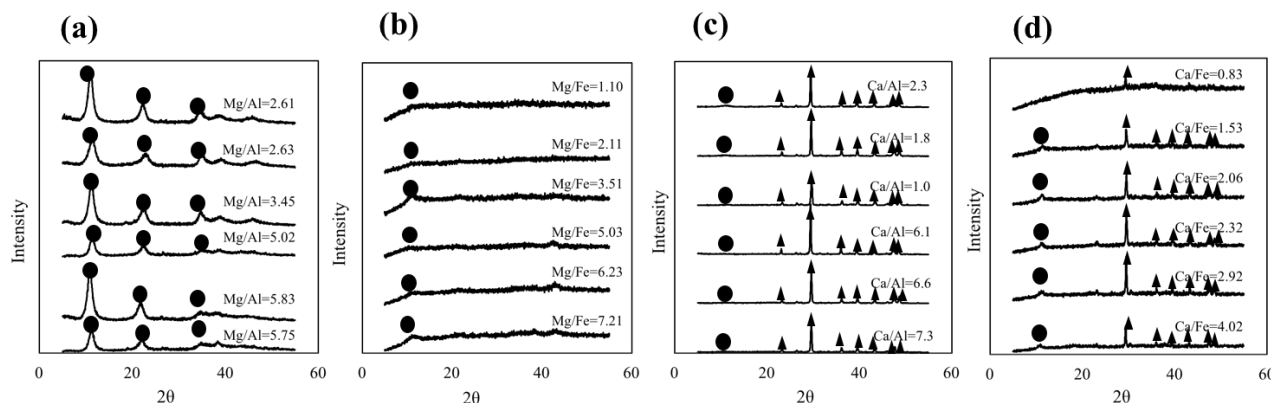 (a)
Mg/Al=2.61
Mg/Al=2.63
Mg/Al=3.45
Mg/Al=5.02
Mg/Al=5.83
Mg/Al=5.75
Intensity
0 20 40 60
2θ
(b)
Mg/Fe=1.10
Mg/Fe=2.11
Mg/Fe=3.51
Mg/Fe=5.03
Mg/Fe=6.23
Mg/Fe=7.21
Intensity
0 20 40 60
2θ
(c)
Ca/Al=2.3
Ca/Al=1.8
Ca/Al=1.0
Ca/Al=6.1
Ca/Al=6.6
Ca/Al=7.3
Intensity
0 20 40 60
2θ
(d)
Ca/Fe=0.83
Ca/Fe=1.53
Ca/Fe=2.06
Ca/Fe=2.32
Ca/Fe=2.92
Ca/Fe=4.02
Intensity
0 20 40 60
2θ